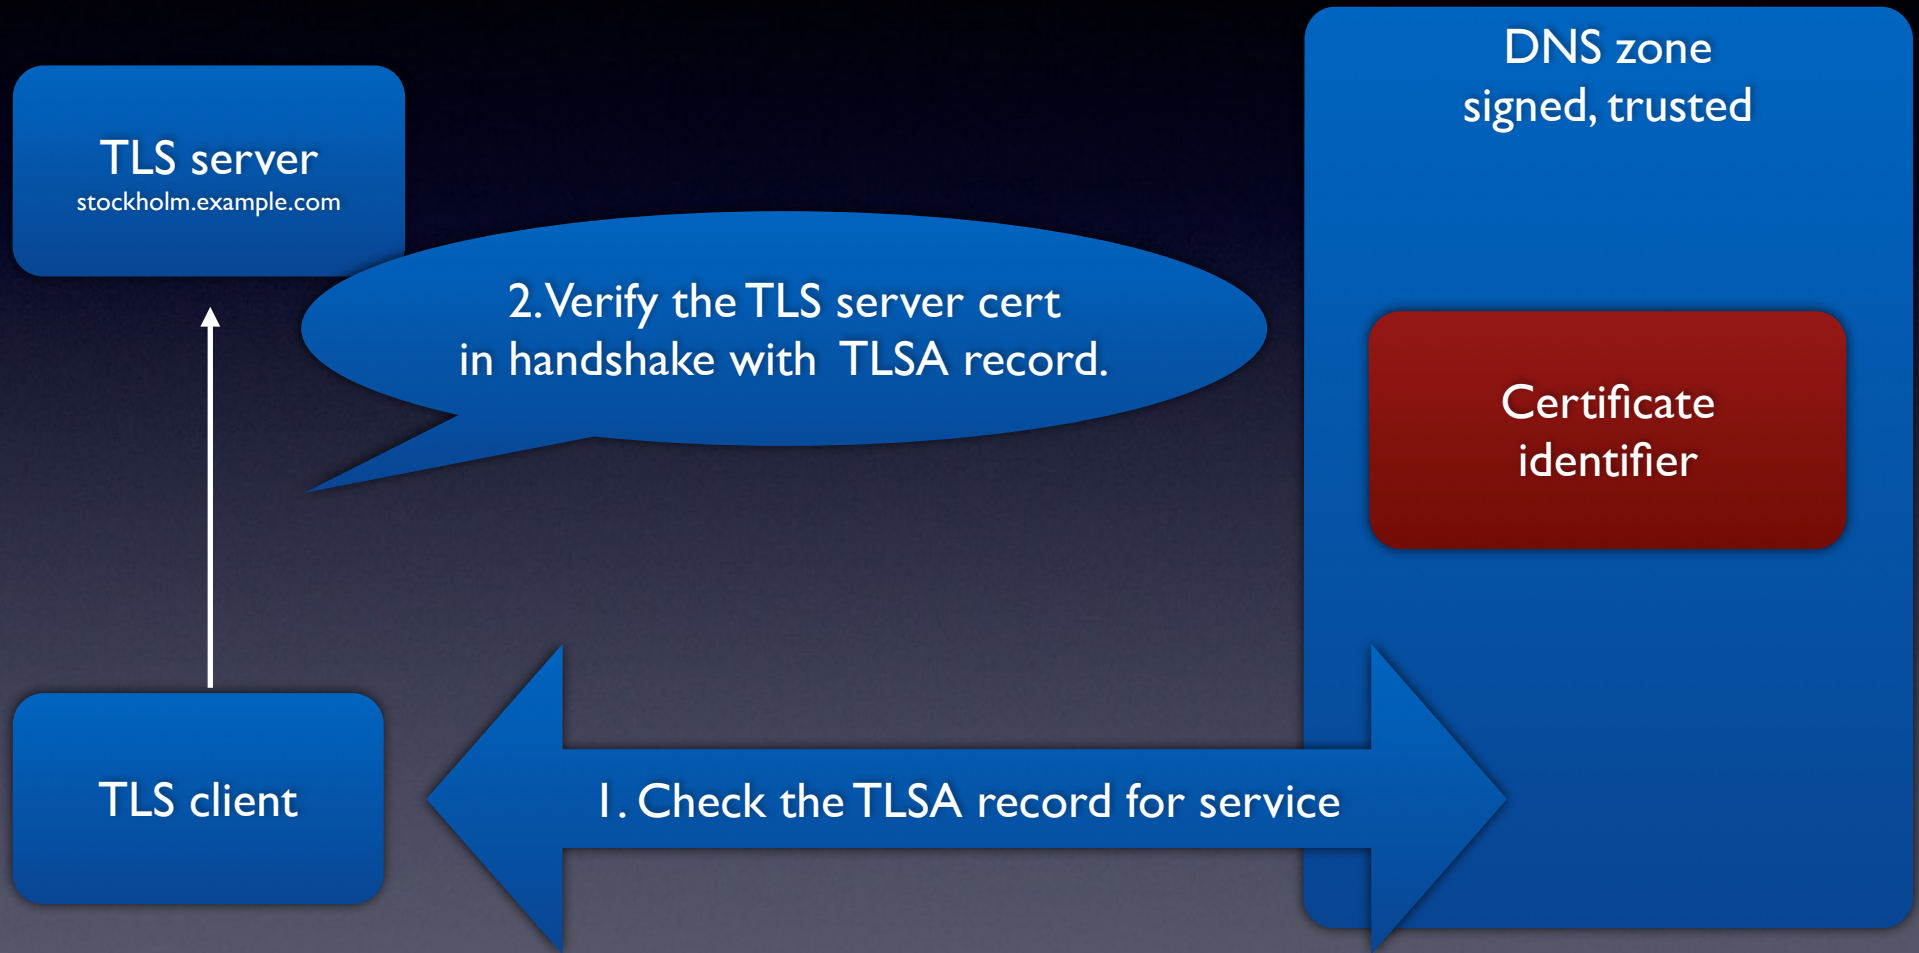 DNS zone
signed, trusted
TLS server
stockholm.example.com
2. Verify the TLS server cert
in handshake with TLSA record.
Certificate
identifier
TLS client
1. Check the TLSA record for service